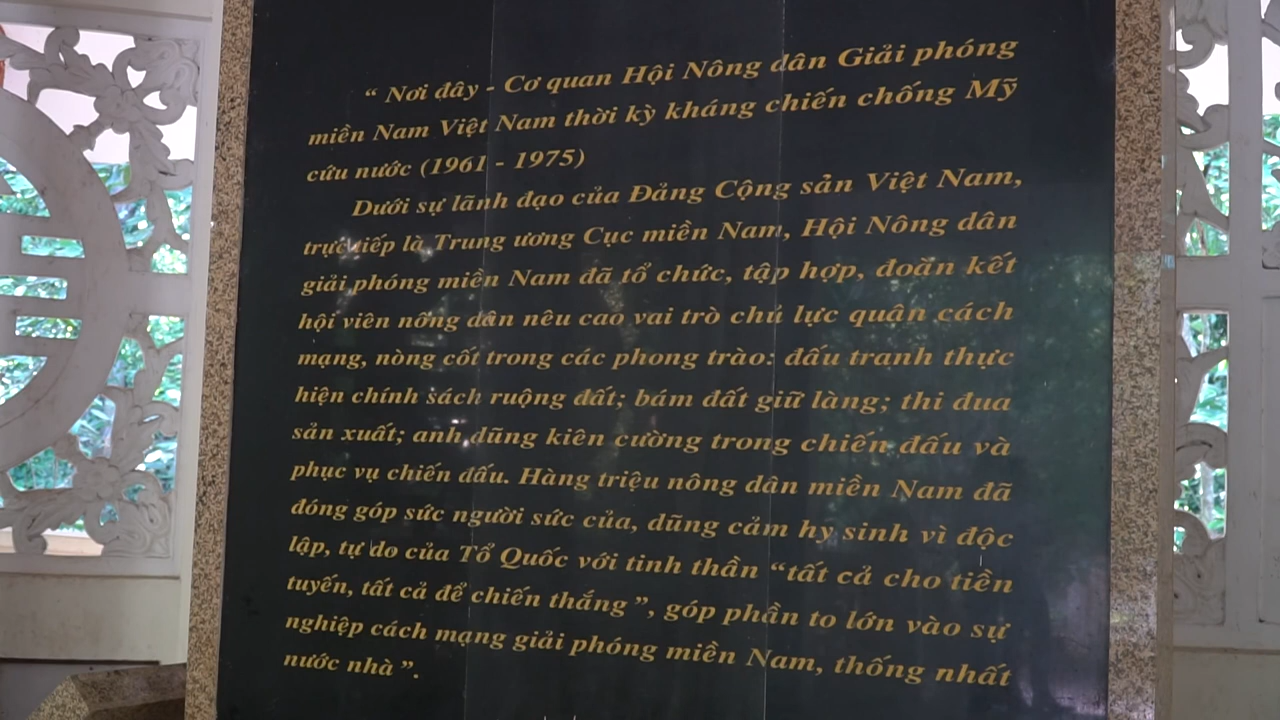 “ Nơi đây - Cơ quan Hội Nông dân Giải phóng
miền Nam Việt Nam thời kỳ kháng chiến chống Mỹ
cứu nước (1961 - 1975)
Dưới sự lãnh đạo của Đảng Cộng sản Việt Nam,
trực tiếp là Trung ương Cục miền Nam, Hội Nông dân
giải phóng miền Nam đã tổ chức, tập hợp, đoàn kết
hội viên nông dân nêu cao vai trò chủ lực quân cách
mạng, nòng cốt trong các phong trào: đấu tranh thực
hiện chính sách ruộng đất; bám đất giữ làng; thi đua
sản xuất; anh dũng kiên cường trong chiến đấu và
phục vụ chiến đấu. Hàng triệu nông dân miền Nam đã
đóng góp sức người sức của, dũng cảm hy sinh vì độc
lập, tự do của Tổ Quốc với tinh thần “tất cả cho tiền
tuyến, tất cả để chiến thắng ”, góp phần to lớn vào sự
nghiệp cách mạng giải phóng miền Nam, thống nhất
nước nhà ”.